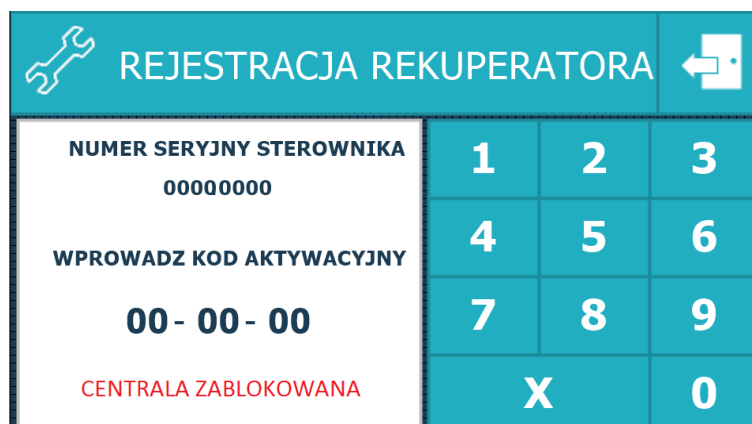 REJESTRACJA REKUPERATORA
NUMER SERYJNY STEROWNIKA
00000000
WPROWADZ KOD AKTYWACYJNY
00- 00- 00
CENTRALA ZABLOKOWANA
1 2 3
4 5 6
7 8 9
X 0